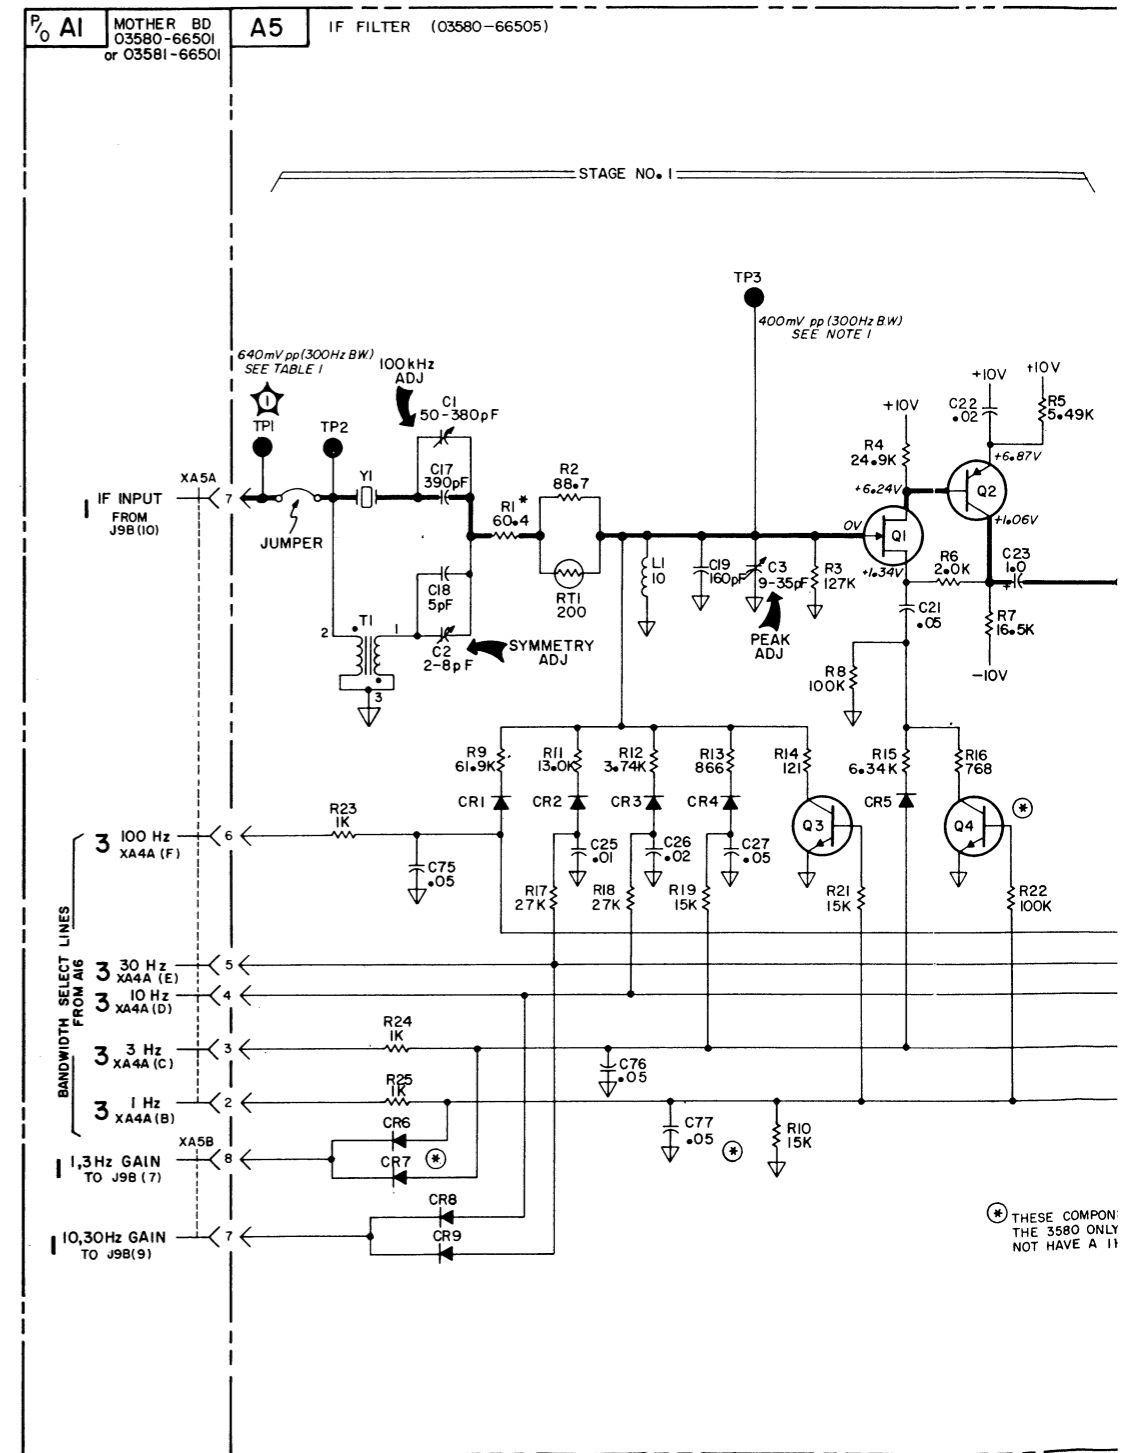 P/O A1
MOTHER BD
03580-66501
or 03581-66501
A5
IF FILTER (03580-66505)
STAGE NO. 1
TP3
400mV pp (300Hz B.W.)
SEE NOTE 1
640mV pp (300Hz B.W.)
SEE TABLE 1
1
TP1
TP2
100kHz
ADJ
C1
50-380pF
Y1
C17
390pF
R1*
60.4
R2
88.7
RT1
200
XA5A
7
IF INPUT
FROM
J9B(10)
1
JUMPER
C18
5pF
C2
2-8pF
SYMMETRY
ADJ
T1
2
1
3
L1
10
C19
160pF
C3
9-35pF
PEAK
ADJ
R3
127K
0V
Q1
+10V
R4
24.9K
+6.24V
+1.34V
+10V
C22
.02
+10V
R5
5.49K
+6.87V
Q2
+1.06V
R6
2.0K
C23
1.0
+
C21
.05
R7
16.5K
-10V
R8
100K
R9
61.9K
R11
13.0K
R12
3.74K
R13
866
R14
121
R15
6.34K
R16
768
CR1
CR2
CR3
CR4
Q3
CR5
Q4
*
C25
.01
C26
.02
C27
.05
R17
27K
R18
27K
R19
15K
R21
15K
R22
100K
R23
1K
C75
.05
BANDWIDTH SELECT LINES
FROM A16
3 100 Hz
XA4A (F)
6
3 30 Hz
XA4A (E)
5
3 10 Hz
XA4A (D)
4
3 3 Hz
XA4A (C)
3
3 1 Hz
XA4A (B)
2
R24
1K
C76
.05
R25
1K
C77
.05
*
R10
15K
XA5B
CR6
CR7
*
1 1,3Hz GAIN
TO J9B (7)
8
CR8
CR9
1 10,30Hz GAIN
TO J9B(9)
7
* THESE COMPON
THE 3580 ONLY
NOT HAVE A